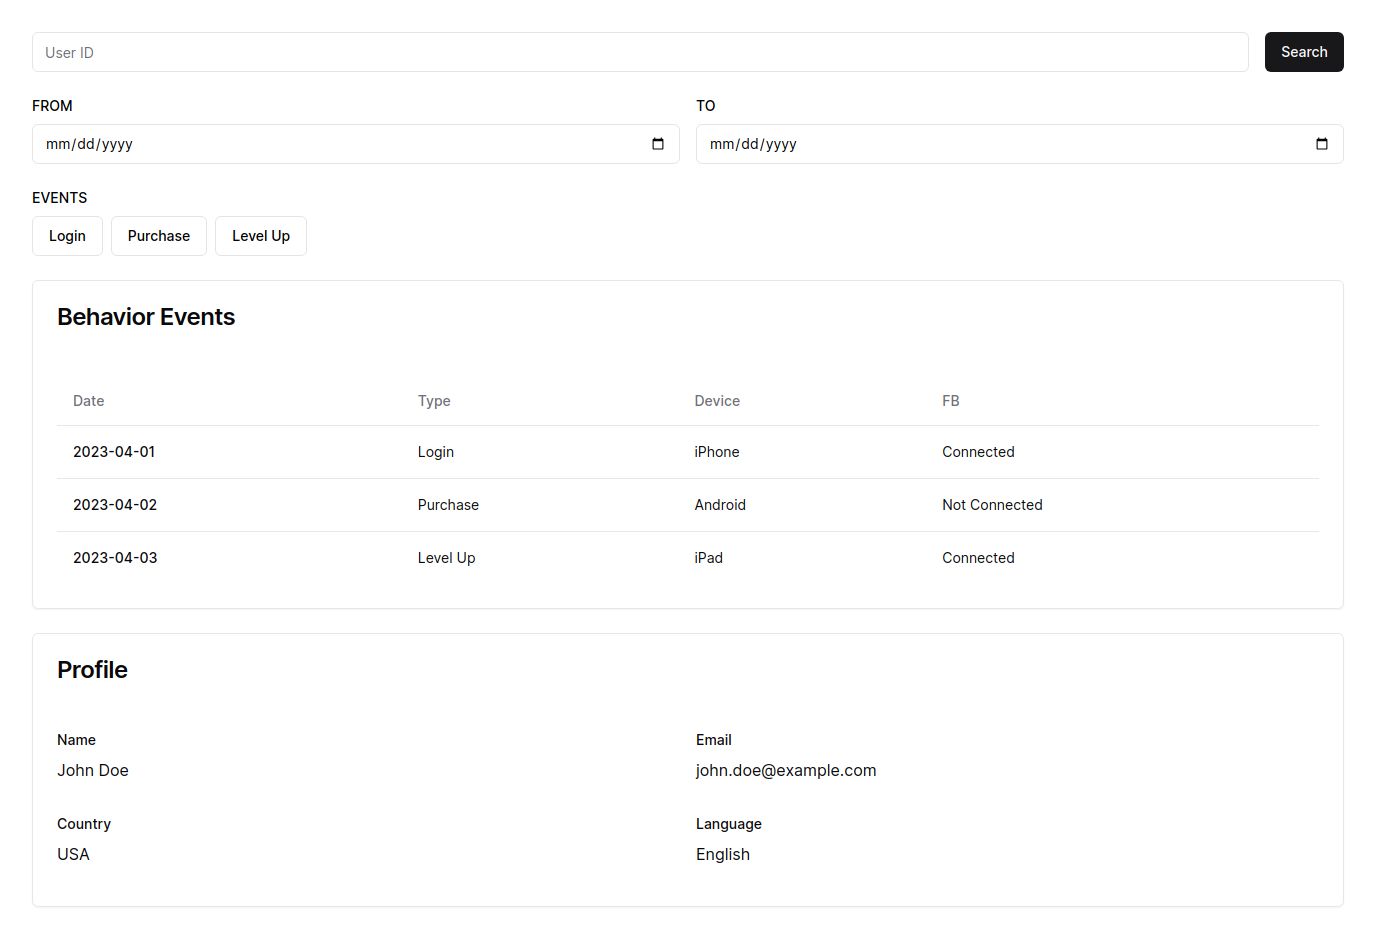 User ID Search
FROM TO
mm/dd/yyyy mm/dd/yyyy
EVENTS
Login Purchase Level Up
Behavior Events
Date Type Device FB
2023-04-01 Login iPhone Connected
2023-04-02 Purchase Android Not Connected
2023-04-03 Level Up iPad Connected
Profile
Name Email
John Doe john.doe@example.com
Country Language
USA English